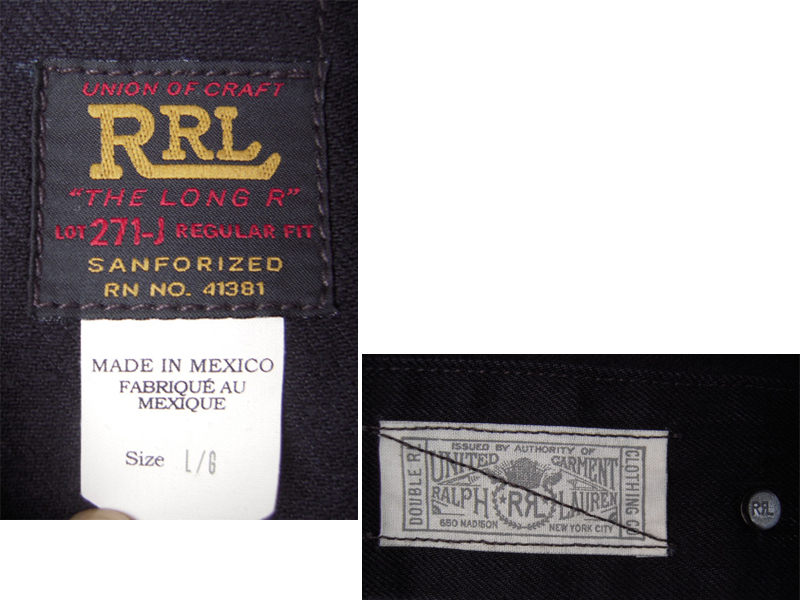 UNION OF CRAFT
RRL
"THE LONG R"
LOT 271-J REGULAR FIT
SANFORIZED
RN NO. 41381
MADE IN MEXICO
FABRIQUÉ AU
MEXIQUE
Size L/G
DOUBLE RL
ISSUED BY AUTHORITY OF
UNITED GARMENT
RALPH RRL LAUREN
650 MADISON NEW YORK CITY
CLOTHING CO
RRL